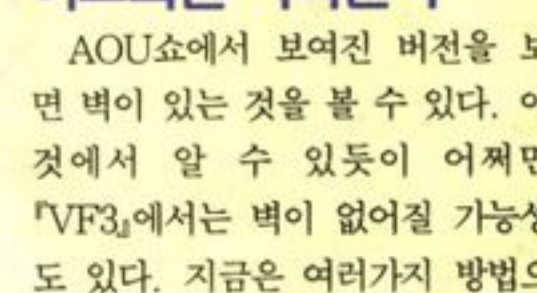 AOU쇼에서 보여진 버전을 보
면 벽이 있는 것을 볼 수 있다. 이
것에서 알 수 있듯이 어쩌면
『VF3』에서는 벽이 없어질 가능성
도 있다. 지금은 여러가지 방법으